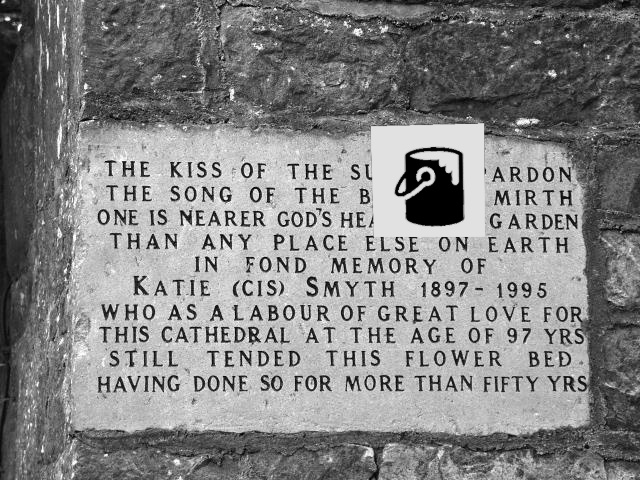 THE KISS OF THE PARDON
THE SONG OF THE MIRTH
ONE IS NEARER GOD'S GARDEN
THAN ANY PLACE ELSE ON EARTH
IN FOND MEMORY OF
KATIE (CIS) SMYTH 1897-1995
WHO AS A LABOUR OF GREAT LOVE FOR
THIS CATHEDRAL AT THE AGE OF 97 YRS
STILL TENDED THIS FLOWER BED
HAVING DONE SO FOR MORE THAN FIFTY YRS